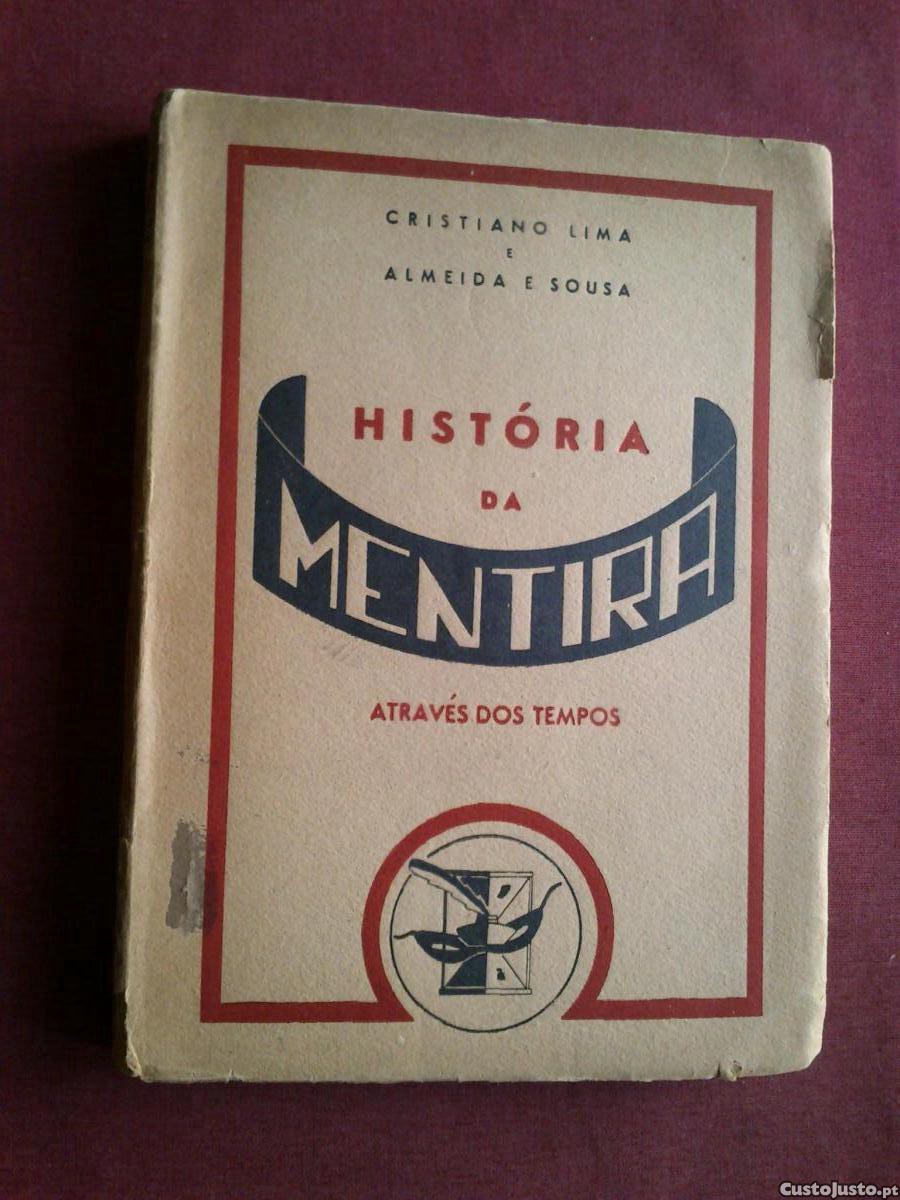 CRISTIANO LIMA
E
ALMEIDA E SOUSA
HISTÓRIA
DA
MENTIRA
ATRAVÉS DOS TEMPOS
CustoJusto.pt